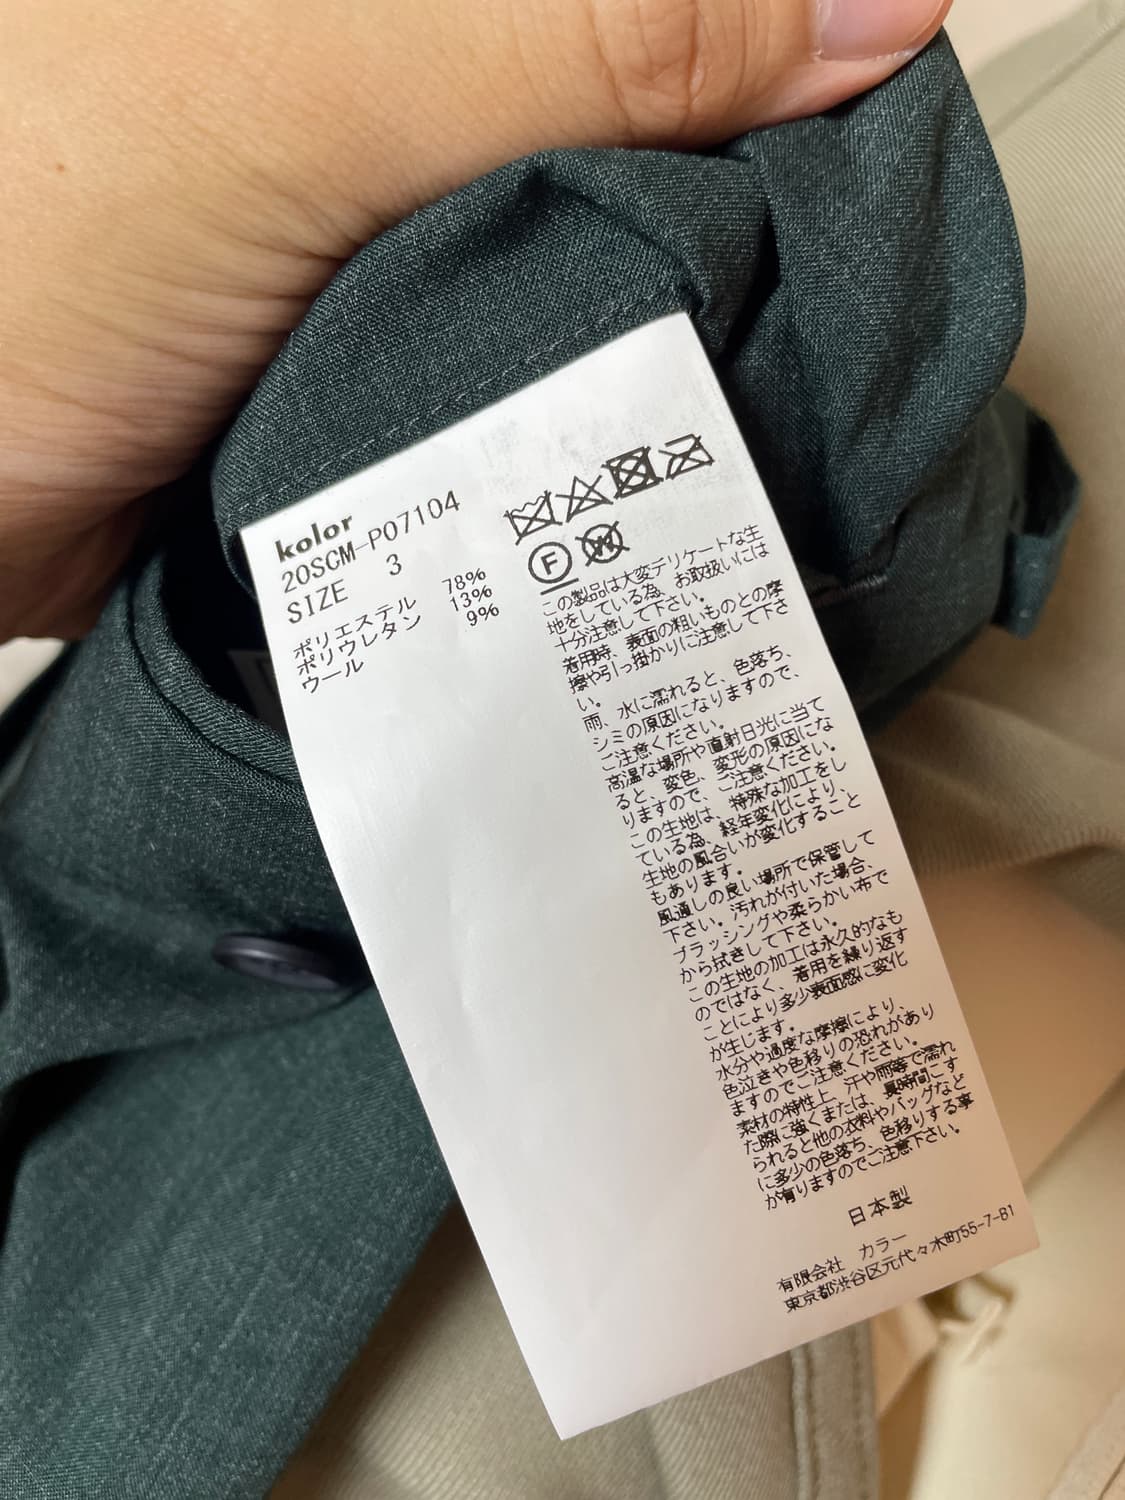 kolor
20SCM-P07104
SIZE 3
ポリエステル 78%
ポリウレタン 13%
ウール 9%
F
W
この製品は大変デリケートな生
地をしている為、お取扱いには
十分注意して下さい。
着用時、表面の粗いものとの摩
擦や引っ掛かりに注意して下さ
い。
雨、水に濡れると、色落ち、
シミの原因になりますので、
ご注意ください。
高温な場所や直射日光に当て
ると、変色、変形の原因にな
りますので、ご注意ください。
この生地は、特殊な加工をし
ている為、経年変化により、
生地の風合いが変化すること
もあります。
風通しの良い場所で保管して
下さい。汚れが付いた場合、
ブラッシングや柔らかい布で
から拭きして下さい。
この生地の加工は永久的なも
のではなく、着用を繰り返す
ことにより多少表面感に変化
が生じます。
水分や過度な摩擦により、
色泣きや色移りの恐れがあり
ますのでご注意ください。
素材の特性上、汗や雨等で濡れ
た際に強くまたは、長時間こす
られると他の衣料やバッグなど
に多少の色落ち、色移りする事
が有りますのでご注意下さい。
日本製
有限会社 カラー
東京都渋谷区元代々木町55-7-B1